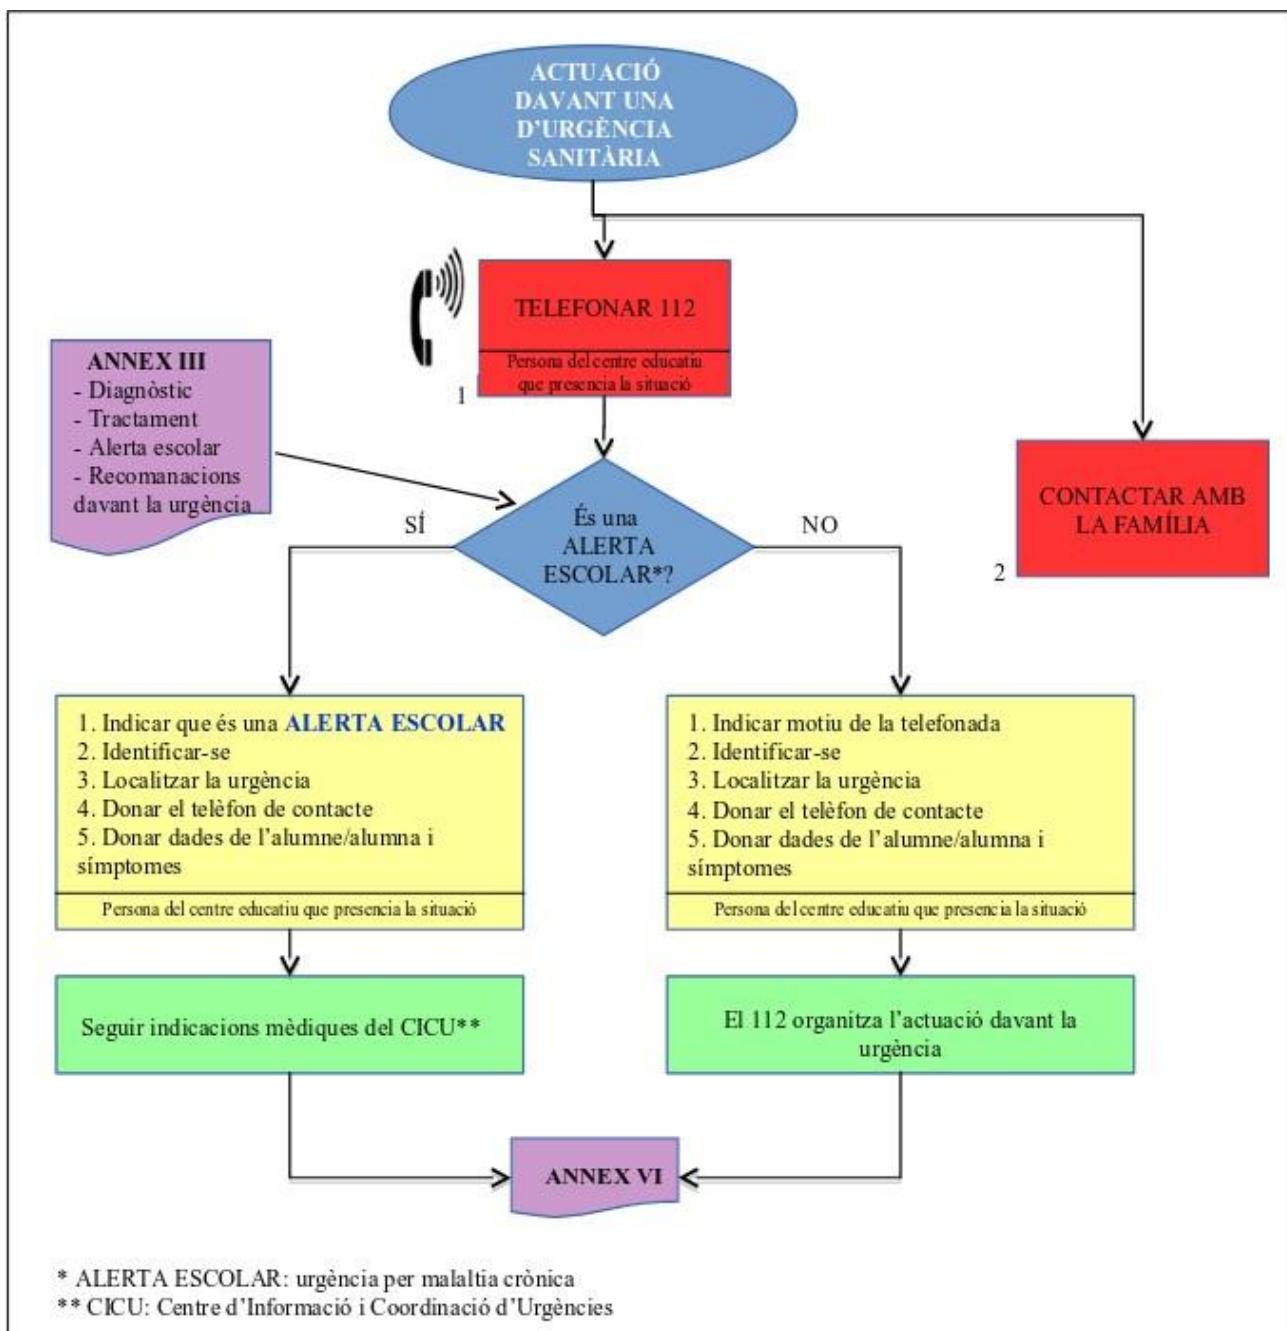 ACTUACIÓ
DAVANT UNA
D'URGÈNCIA
SANITÀRIA
TELEFONAR 112
Persona del centre educatiu
que presencia la situació
1
ANNEX III
- Diagnòstic
- Tractament
- Alerta escolar
- Recomanacions
davant la urgència
CONTACTAR AMB
LA FAMÍLIA
2
És una
ALERTA
ESCOLAR*?
SÍ
NO
1. Indicar que és una ALERTA ESCOLAR
2. Identificar-se
3. Localitzar la urgència
4. Donar el telèfon de contacte
5. Donar dades de l'alumne/alumna i
símptomes
Persona del centre educatiu que presencia la situació
1. Indicar motiu de la telefonada
2. Identificar-se
3. Localitzar la urgència
4. Donar el telèfon de contacte
5. Donar dades de l'alumne/alumna i
símptomes
Persona del centre educatiu que presencia la situació
Seguir indicacions mèdiques del CICU**
El 112 organitza l'actuació davant la
urgència
ANNEX VI
* ALERTA ESCOLAR: urgència per malaltia crònica
** CICU: Centre d'Informació i Coordinació d'Urgències